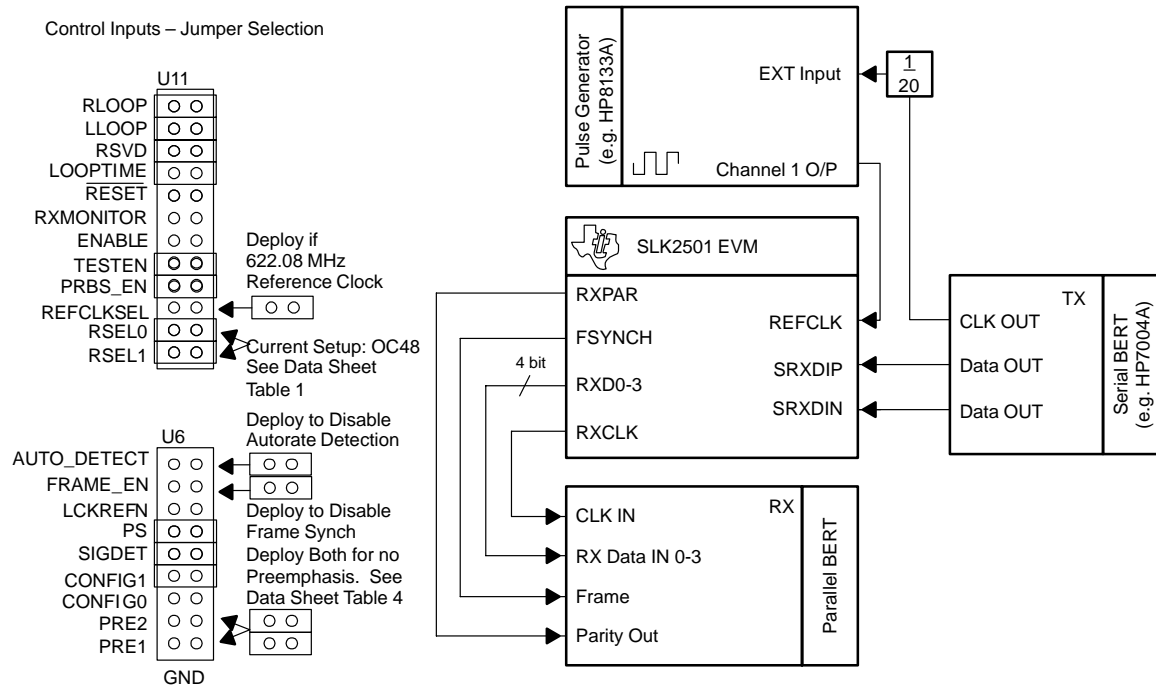 Control Inputs – Jumper Selection
U11
RLOOP
LLOOP
RSVD
LOOPTIME
RESET
RXMONITOR
ENABLE
TESTEN
PRBS_EN
REFCLKSEL
RSEL0
RSEL1
Deploy if
622.08 MHz
Reference Clock
Current Setup: OC48
See Data Sheet
Table 1
U6
AUTO_DETECT
FRAME_EN
LCKREFN
PS
SIGDET
CONFIG1
CONFIG0
PRE2
PRE1
GND
Deploy to Disable
Autorate Detection
Deploy to Disable
Frame Synch
Deploy Both for no
Preemphasis. See
Data Sheet Table 4
Pulse Generator
(e.g. HP8133A)
EXT Input
Channel 1 O/P
1
20
SLK2501 EVM
RXPAR
FSYNCH
4 bit
RXD0-3
RXCLK
REFCLK
SRXDIP
SRXDIN
TX
CLK OUT
Data OUT
Data OUT
Serial BERT
(e.g. HP7004A)
RX
CLK IN
RX Data IN 0-3
Frame
Parity Out
Parallel BERT